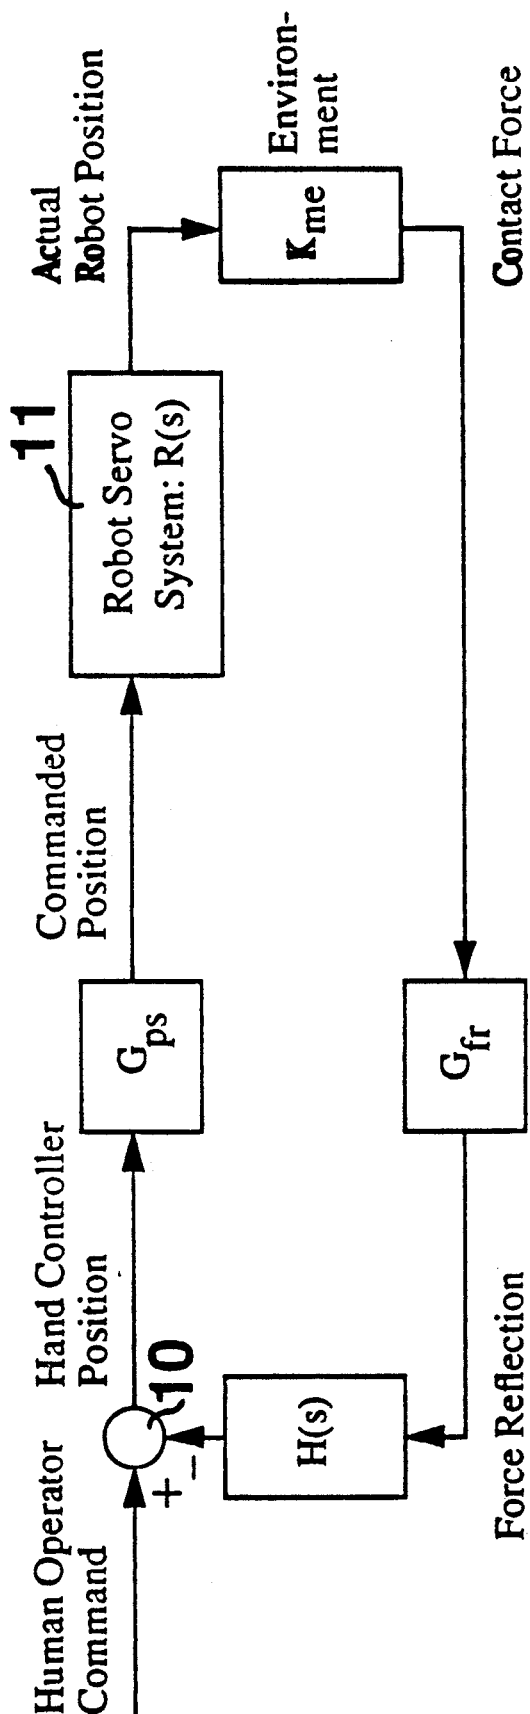 Human Operator
Command
+
−
10
Hand Controller
Position
G_ps
Commanded
Position
11
Robot Servo
System: R(s)
Actual
Robot Position
K_me
Environ-
ment
Contact Force
G_fr
H(s)
Force Reflection